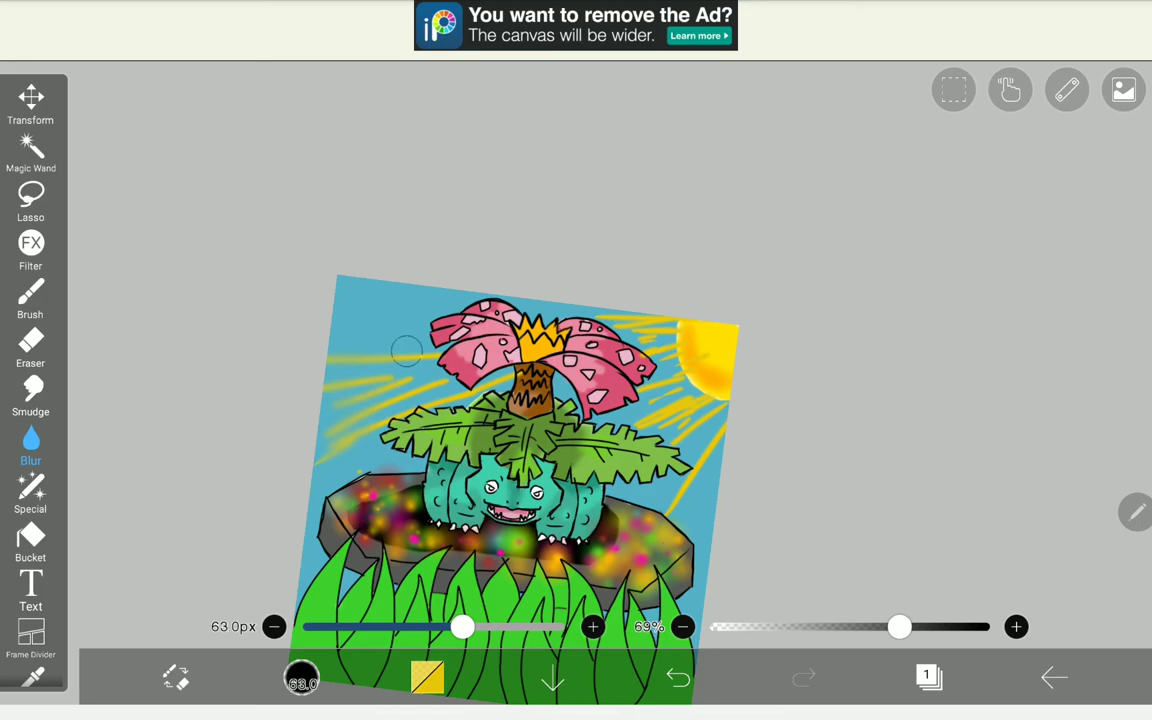 You want to remove the Ad?
The canvas will be wider.
Learn more
Transform
Magic Wand
Lasso
FX
Filter
Brush
Eraser
Smudge
Blur
Special
Bucket
T
Text
Frame Divider
63.0px
69%
63.0
1